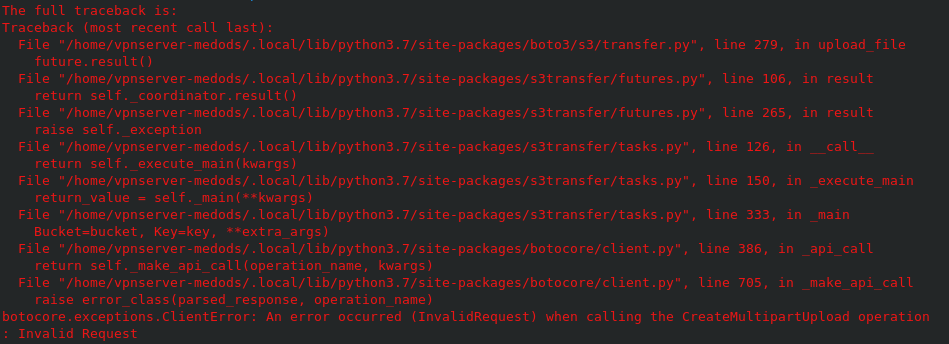 The full traceback is:
Traceback (most recent call last):
  File "/home/vpnserver-medods/.local/lib/python3.7/site-packages/boto3/s3/transfer.py", line 279, in upload_file
    future.result()
  File "/home/vpnserver-medods/.local/lib/python3.7/site-packages/s3transfer/futures.py", line 106, in result
    return self._coordinator.result()
  File "/home/vpnserver-medods/.local/lib/python3.7/site-packages/s3transfer/futures.py", line 265, in result
    raise self._exception
  File "/home/vpnserver-medods/.local/lib/python3.7/site-packages/s3transfer/tasks.py", line 126, in __call__
    return self._execute_main(kwargs)
  File "/home/vpnserver-medods/.local/lib/python3.7/site-packages/s3transfer/tasks.py", line 150, in _execute_main
    return_value = self._main(**kwargs)
  File "/home/vpnserver-medods/.local/lib/python3.7/site-packages/s3transfer/tasks.py", line 333, in _main
    Bucket=bucket, Key=key, **extra_args)
  File "/home/vpnserver-medods/.local/lib/python3.7/site-packages/botocore/client.py", line 386, in _api_call
    return self._make_api_call(operation_name, kwargs)
  File "/home/vpnserver-medods/.local/lib/python3.7/site-packages/botocore/client.py", line 705, in _make_api_call
    raise error_class(parsed_response, operation_name)
botocore.exceptions.ClientError: An error occurred (InvalidRequest) when calling the CreateMultipartUpload operation
: Invalid Request